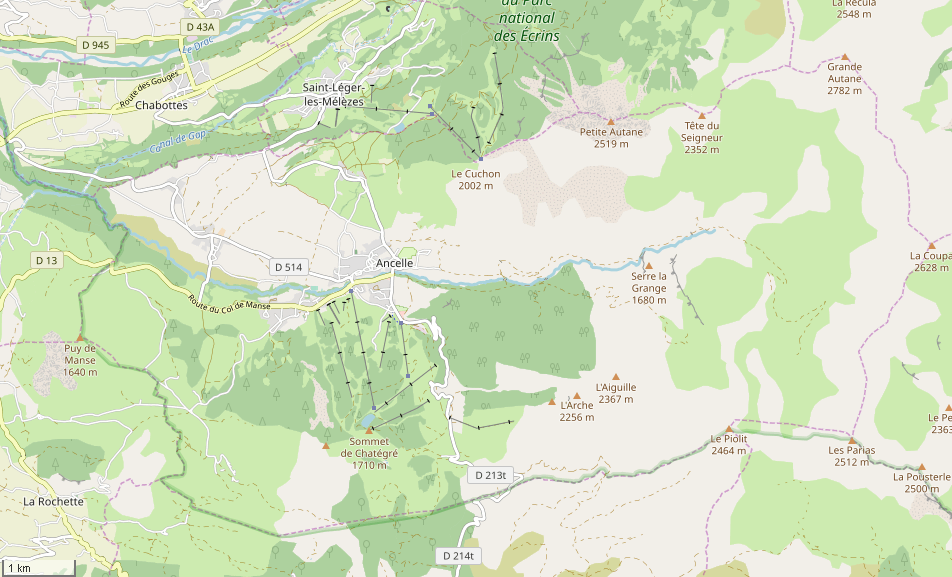 du Parc
national
des Écrins
La Recula
2548 m
D 43A
D 945
Le Drac
Grande
Autane
2782 m
Route des Gouges
Saint-Léger-
les-Mélèzes
Chabottes
Canal de Gap
Petite Autane
2519 m
Tête du
Seigneur
2352 m
Le Cuchon
2002 m
D 13
D 514
Ancelle
La Coupa
2628 m
Serre la
Grange
1680 m
Route du Col de Manse
Puy de
Manse
1640 m
L'Aiguille
2367 m
L'Arche
2256 m
Le Pe
2363
Sommet
de Chatégré
1710 m
Le Piolit
2464 m
Les Parias
2512 m
D 213t
La Pousterle
2500 m
La Rochette
D 214t
1 km